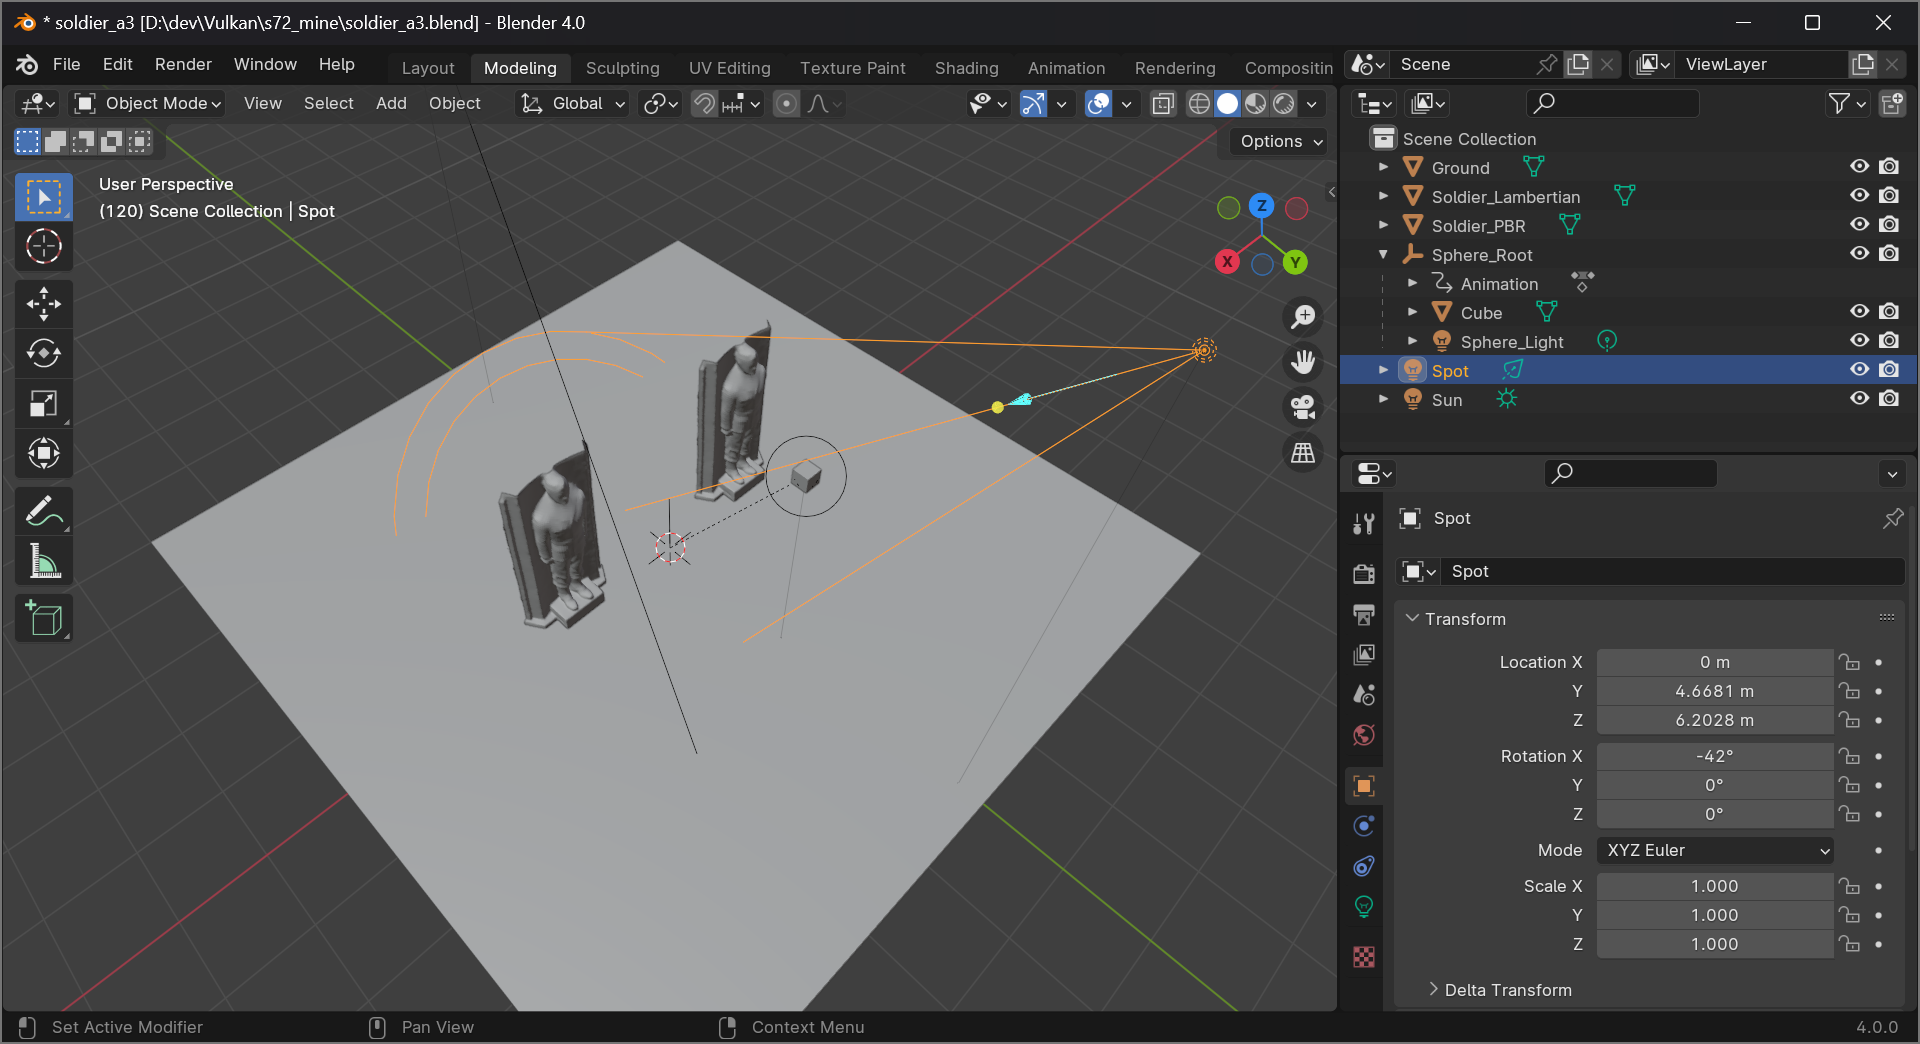 * soldier_a3 [D:\dev\Vulkan\s72_mine\soldier_a3.blend] - Blender 4.0
File Edit Render Window Help
Layout Modeling Sculpting UV Editing Texture Paint Shading Animation Rendering Compositin
Scene
ViewLayer
Object Mode View Select Add Object
Global
Options
User Perspective
(120) Scene Collection | Spot
Z
X
Y
Scene Collection
Ground
Soldier_Lambertian
Soldier_PBR
Sphere_Root
Animation
Cube
Sphere_Light
Spot
Sun
Spot
Spot
Transform
Location X 0 m
Y 4.6681 m
Z 6.2028 m
Rotation X -42°
Y 0°
Z 0°
Mode XYZ Euler
Scale X 1.000
Y 1.000
Z 1.000
Delta Transform
Set Active Modifier
Pan View
Context Menu
4.0.0